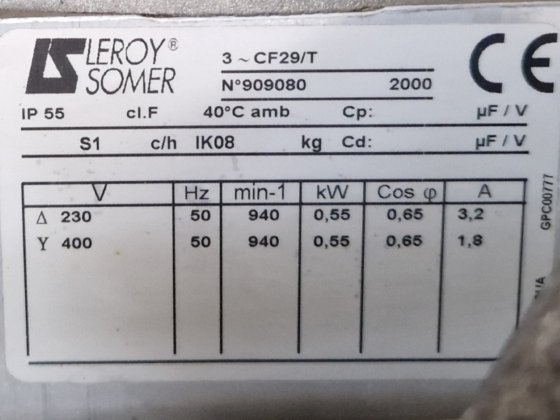 LEROY®
SOMER
3 ~ CF29/T
N°909080 2000
IP 55 cl.F 40°C amb Cp: µF / V
S1 c/h IK08 kg Cd: µF / V
V Hz min-1 kW Cos φ A
Δ 230 50 940 0,55 0,65 3,2
Y 400 50 940 0,55 0,65 1,8
CE
GPC00777